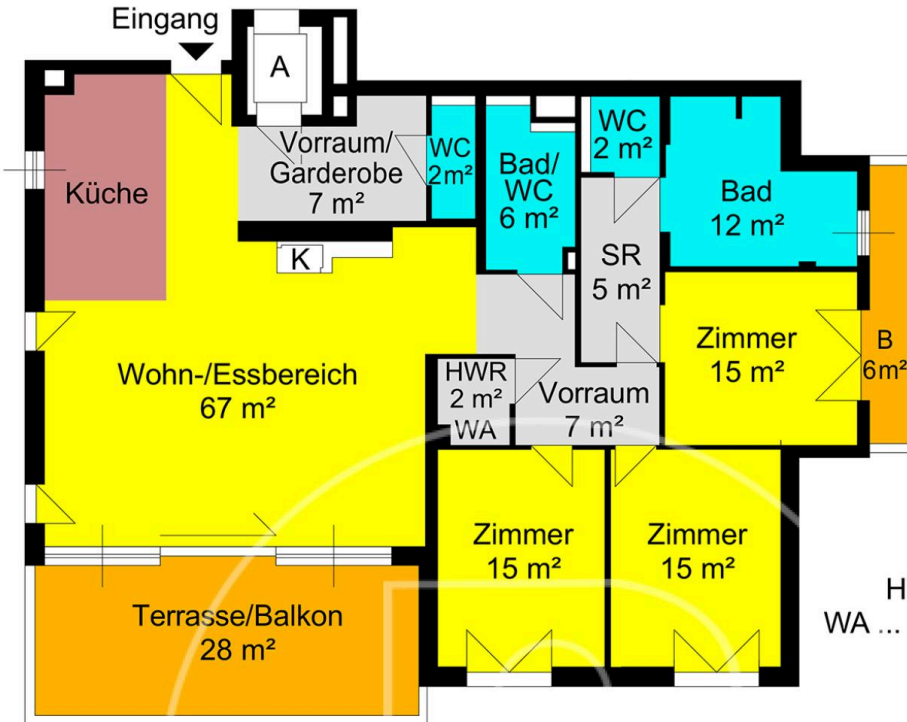 Eingang
A
Vorraum/
Garderobe
7 m²
WC
2m²
Bad/
WC
6 m²
WC
2 m²
Bad
12 m²
Küche
K
SR
5 m²
Zimmer
15 m²
B
6m²
Wohn-/Essbereich
67 m²
HWR
2 m²
WA
Vorraum
7 m²
Zimmer
15 m²
Zimmer
15 m²
Terrasse/Balkon
28 m²
H
WA ...